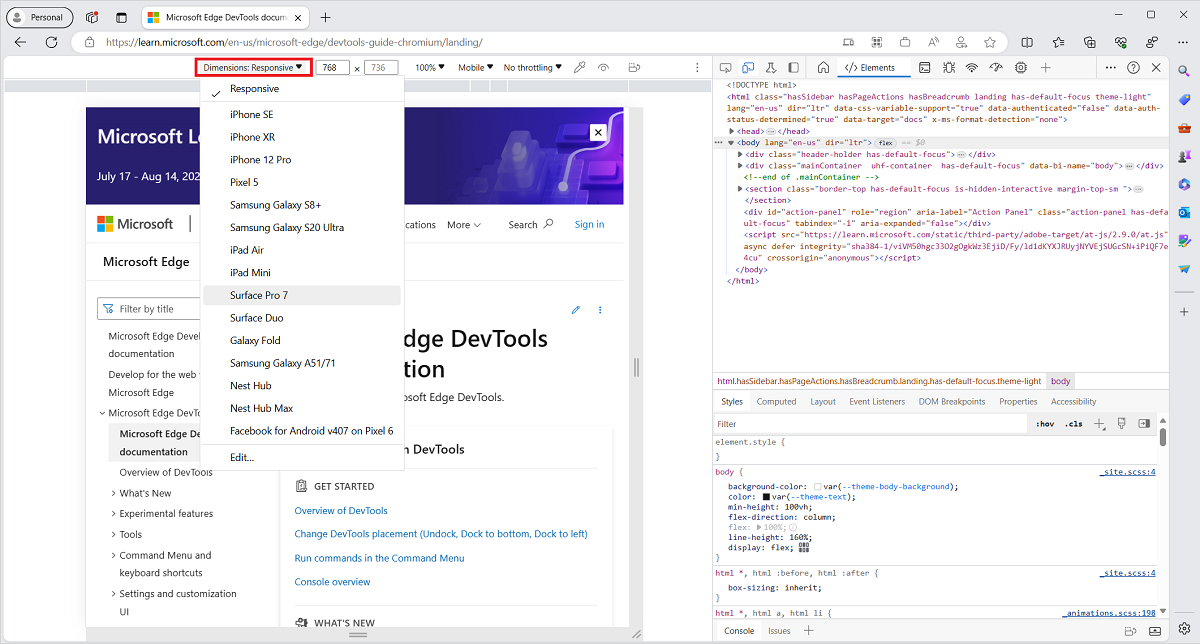 Personal
Microsoft Edge DevTools docum
https://learn.microsoft.com/en-us/microsoft-edge/devtools-guide-chromium/landing/
Dimensions: Responsive ▼ 768 × 736 100% ▼ Mobile ▼ No throttling ▼
Responsive
iPhone SE
iPhone XR
iPhone 12 Pro
Pixel 5
Samsung Galaxy S8+
Samsung Galaxy S20 Ultra
iPad Air
iPad Mini
Surface Pro 7
Surface Duo
Galaxy Fold
Samsung Galaxy A51/71
Nest Hub
Nest Hub Max
Facebook for Android v407 on Pixel 6
Edit...
Microsoft Le
July 17 - Aug 14, 202
Microsoft
cations More Search Sign in
Microsoft Edge
Filter by title
Microsoft Edge Devel
documentation
Develop for the web
Microsoft Edge
Microsoft Edge DevTo
Microsoft Edge De
documentation
Overview of DevTools
What's New
Experimental features
Tools
Command Menu and
keyboard shortcuts
Settings and customization
UI
dge DevTools
tion
osoft Edge DevTools.
n DevTools
GET STARTED
Overview of DevTools
Change DevTools placement (Undock, Dock to bottom, Dock to left)
Run commands in the Command Menu
Console overview
WHAT'S NEW
</> Elements
<!DOCTYPE html>
<html class="hasSidebar hasPageActions hasBreadcrumb landing has-default-focus theme-light"
lang="en-us" dir="ltr" data-css-variable-support="true" data-authenticated="false" data-auth-
status-determined="true" data-target="docs" x-ms-format-detection="none">
<head> … </head>
… <body lang="en-us" dir="ltr"> flex == $0
<div class="header-holder has-default-focus"> … </div>
<div class="mainContainer uhf-container has-default-focus" data-bi-name="body"> … </div>
<!--end of .mainContainer -->
<section class="border-top has-default-focus is-hidden-interactive margin-top-sm "> …
</section>
<div id="action-panel" role="region" aria-label="Action Panel" class="action-panel has-defa
ult-focus" tabindex="-1" aria-expanded="false"></div>
<script src="https://learn.microsoft.com/static/third-party/adobe-target/at-js/2.9.0/at.js"
crossorigin="anonymous"></script>
</body>
</html>
html.hasSidebar.hasPageActions.hasBreadcrumb.landing.has-default-focus.theme-light body
Styles Computed Layout Event Listeners DOM Breakpoints Properties Accessibility
Filter :hov .cls
element.style {
}
body { _site.scss:4
background-color: var(--theme-body-background);
color: var(--theme-text);
min-height: 100vh;
flex-direction: column;
flex: 100%;
line-height: 160%;
display: flex;
}
html *, html :before, html :after { _site.scss:4
box-sizing: inherit;
}
html *, html a, html li { _animations.scss:198
Console Issues